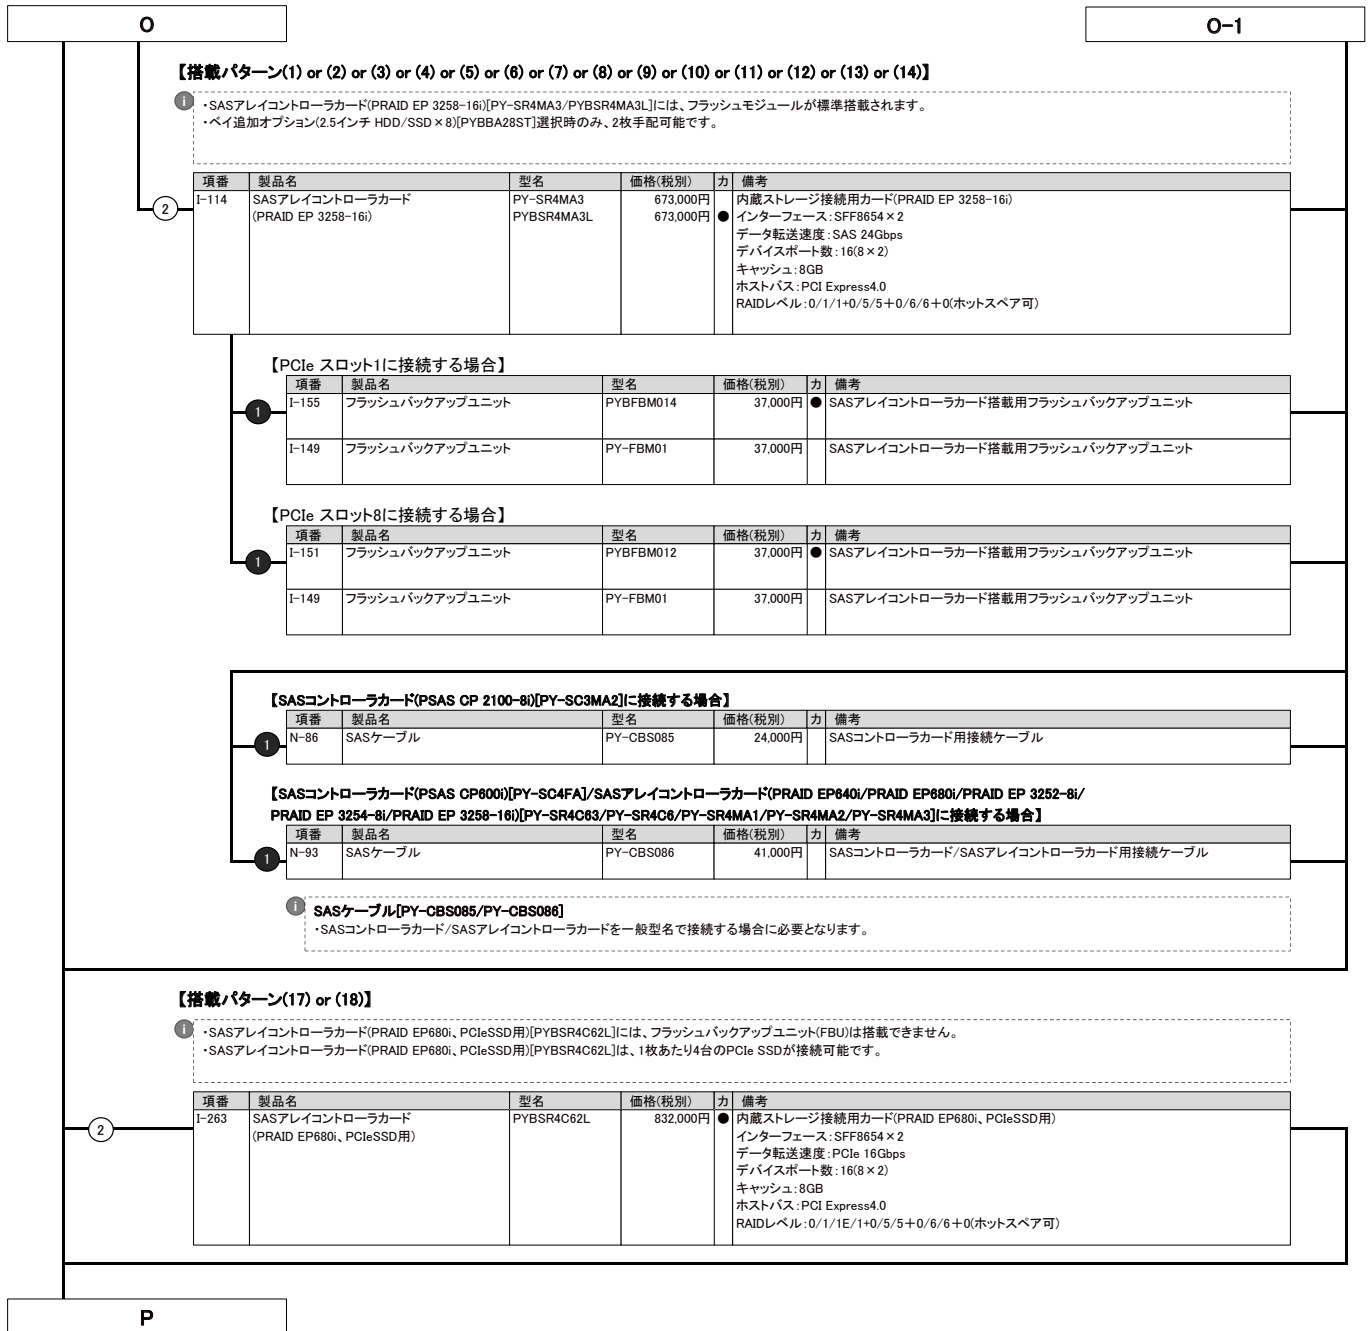 O
O-1
【搭載パターン(1) or (2) or (3) or (4) or (5) or (6) or (7) or (8) or (9) or (10) or (11) or (12) or (13) or (14)】
i
・SASアレイコントローラカード(PRAID EP 3258-16i)[PY-SR4MA3/PYBSR4MA3L]には、フラッシュモジュールが標準搭載されます。
・ベイ追加オプション(2.5インチ HDD/SSD×8)[PYBBA28ST]選択時のみ、2枚手配可能です。
項番 製品名 型名 価格(税別) カ 備考
2
I-114 SASアレイコントローラカード PY-SR4MA3 673,000円 内蔵ストレージ接続用カード(PRAID EP 3258-16i)
(PRAID EP 3258-16i) PYBSR4MA3L 673,000円 ● インターフェース:SFF8654×2
データ転送速度:SAS 24Gbps
デバイスポート数:16(8×2)
キャッシュ:8GB
ホストバス:PCI Express4.0
RAIDレベル:0/1/1+0/5/5+0/6/6+0(ホットスペア可)
【PCIe スロット1に接続する場合】
項番 製品名 型名 価格(税別) カ 備考
1
I-155 フラッシュバックアップユニット PYBFBM014 37,000円 ● SASアレイコントローラカード搭載用フラッシュバックアップユニット
I-149 フラッシュバックアップユニット PY-FBM01 37,000円 SASアレイコントローラカード搭載用フラッシュバックアップユニット
【PCIe スロット8に接続する場合】
項番 製品名 型名 価格(税別) カ 備考
1
I-151 フラッシュバックアップユニット PYBFBM012 37,000円 ● SASアレイコントローラカード搭載用フラッシュバックアップユニット
I-149 フラッシュバックアップユニット PY-FBM01 37,000円 SASアレイコントローラカード搭載用フラッシュバックアップユニット
【SASコントローラカード(PSAS CP 2100-8i)[PY-SC3MA2]に接続する場合】
項番 製品名 型名 価格(税別) カ 備考
1
N-86 SASケーブル PY-CBS085 24,000円 SASコントローラカード用接続ケーブル
【SASコントローラカード(PSAS CP600i)[PY-SC4FA]/SASアレイコントローラカード(PRAID EP640i/PRAID EP680i/PRAID EP 3252-8i/
PRAID EP 3254-8i/PRAID EP 3258-16i)[PY-SR4C63/PY-SR4C6/PY-SR4MA1/PY-SR4MA2/PY-SR4MA3]に接続する場合】
項番 製品名 型名 価格(税別) カ 備考
1
N-93 SASケーブル PY-CBS086 41,000円 SASコントローラカード/SASアレイコントローラカード用接続ケーブル
i
SASケーブル[PY-CBS085/PY-CBS086]
・SASコントローラカード/SASアレイコントローラカードを一般型名で接続する場合に必要となります。
【搭載パターン(17) or (18)】
i
・SASアレイコントローラカード(PRAID EP680i、PCIeSSD用)[PYBSR4C62L]には、フラッシュバックアップユニット(FBU)は搭載できません。
・SASアレイコントローラカード(PRAID EP680i、PCIeSSD用)[PYBSR4C62L]は、1枚あたり4台のPCIe SSDが接続可能です。
項番 製品名 型名 価格(税別) カ 備考
2
I-263 SASアレイコントローラカード PYBSR4C62L 832,000円 ● 内蔵ストレージ接続用カード(PRAID EP680i、PCIeSSD用)
(PRAID EP680i、PCIeSSD用) インターフェース:SFF8654×2
データ転送速度:PCIe 16Gbps
デバイスポート数:16(8×2)
キャッシュ:8GB
ホストバス:PCI Express4.0
RAIDレベル:0/1/1E/1+0/5/5+0/6/6+0(ホットスペア可)
P